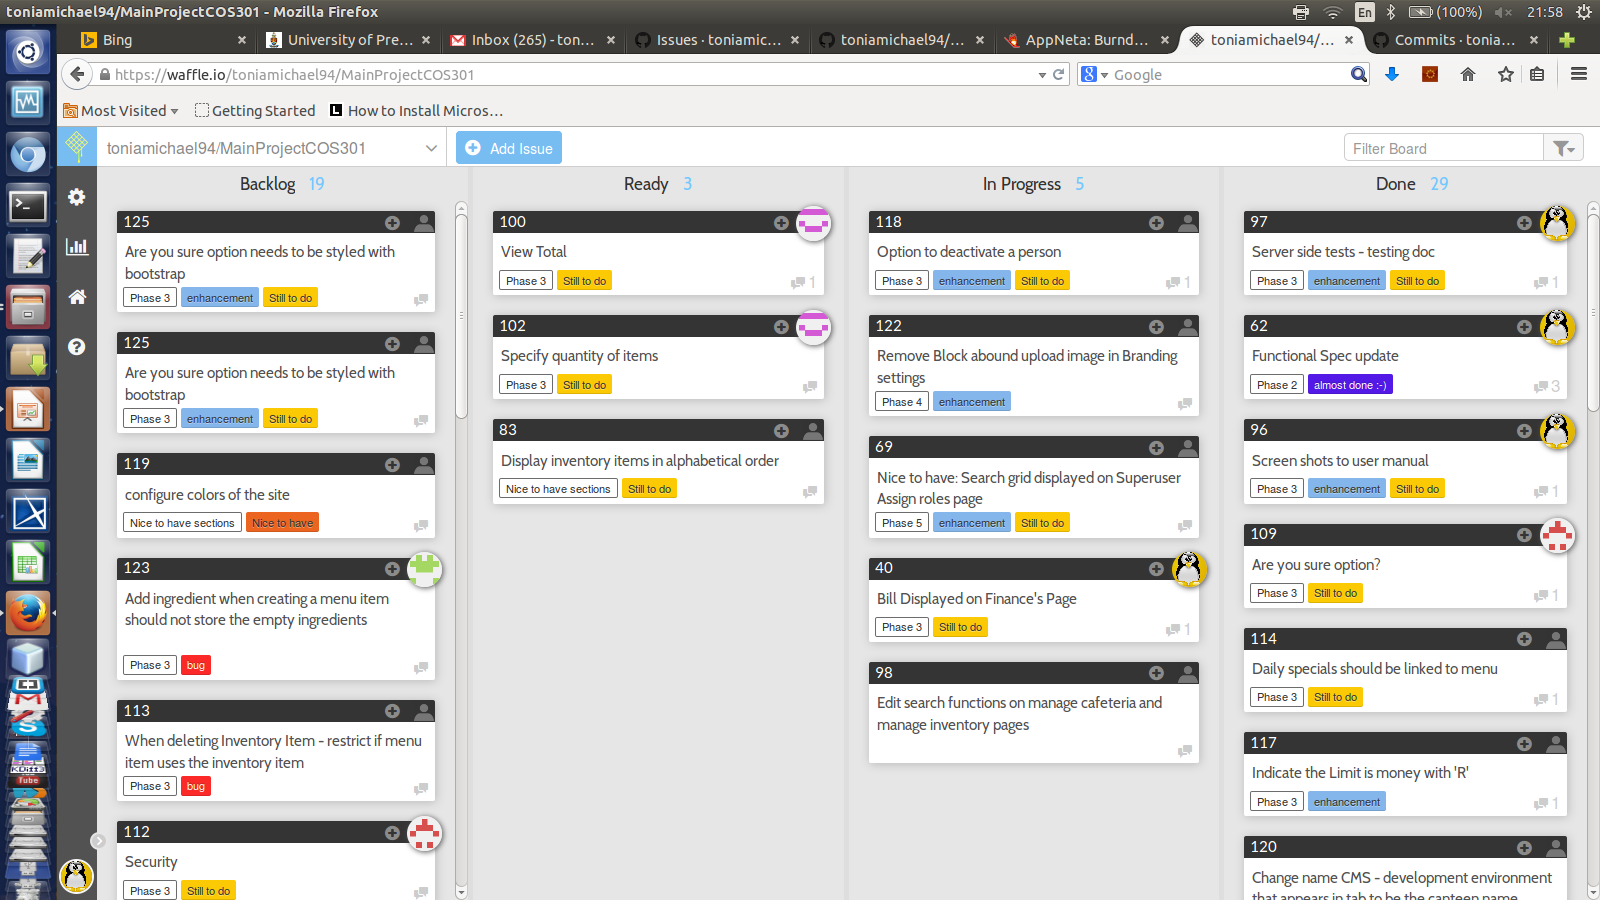 toniamichael94/MainProjectCOS301 - Mozilla Firefox
En (100%) 21:58
Bing × University of Pre... × Inbox (265) - ton... × Issues · toniamic... × toniamichael94/... × AppNeta: Burnd... × toniamichael94/... × Commits · tonia... ×
https://waffle.io/toniamichael94/MainProjectCOS301
Google
Most Visited Getting Started How to Install Micros...
toniamichael94/MainProjectCOS301 Add Issue Filter Board
Backlog 19
125
Are you sure option needs to be styled with
bootstrap
Phase 3 enhancement Still to do
125
Are you sure option needs to be styled with
bootstrap
Phase 3 enhancement Still to do
119
configure colors of the site
Nice to have sections Nice to have
123
Add ingredient when creating a menu item
should not store the empty ingredients
Phase 3 bug
113
When deleting Inventory Item - restrict if menu
item uses the inventory item
Phase 3 bug
112
Security
Phase 3 Still to do
Ready 3
100
View Total
Phase 3 Still to do 1
102
Specify quantity of items
Phase 3 Still to do
83
Display inventory items in alphabetical order
Nice to have sections Still to do
In Progress 5
118
Option to deactivate a person
Phase 3 enhancement Still to do 1
122
Remove Block abound upload image in Branding
settings
Phase 4 enhancement
69
Nice to have: Search grid displayed on Superuser
Assign roles page
Phase 5 enhancement Still to do
40
Bill Displayed on Finance's Page
Phase 3 Still to do 1
98
Edit search functions on manage cafeteria and
manage inventory pages
Done 29
97
Server side tests - testing doc
Phase 3 enhancement Still to do 1
62
Functional Spec update
Phase 2 almost done :-) 3
96
Screen shots to user manual
Phase 3 enhancement Still to do 1
109
Are you sure option?
Phase 3 Still to do 1
114
Daily specials should be linked to menu
Phase 3 Still to do 1
117
Indicate the Limit is money with 'R'
Phase 3 enhancement 1
120
Change name CMS - development environment
that appears in tab to be the canteen name